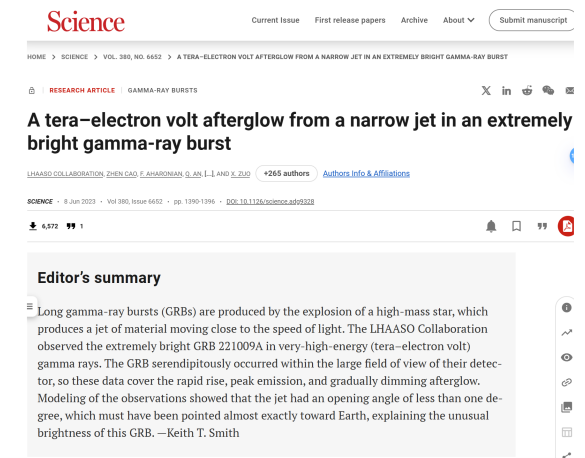 Science
Current Issue First release papers Archive About Submit manuscript
HOME > SCIENCE > VOL. 380, NO. 6652 > A TERA–ELECTRON VOLT AFTERGLOW FROM A NARROW JET IN AN EXTREMELY BRIGHT GAMMA-RAY BURST
RESEARCH ARTICLE GAMMA-RAY BURSTS
A tera–electron volt afterglow from a narrow jet in an extremely
bright gamma-ray burst
LHAASO COLLABORATION, ZHEN CAO, F. AHARONIAN, Q. AN, [...], AND X. ZUO +265 authors Authors Info & Affiliations
SCIENCE • 8 Jun 2023 • Vol 380, Issue 6652 • pp. 1390-1396 • DOI: 10.1126/science.adg9328
6,572 1
Editor’s summary
Long gamma-ray bursts (GRBs) are produced by the explosion of a high-mass star, which
produces a jet of material moving close to the speed of light. The LHAASO Collaboration
observed the extremely bright GRB 221009A in very-high-energy (tera–electron volt)
gamma rays. The GRB serendipitously occurred within the large field of view of their detec-
tor, so these data cover the rapid rise, peak emission, and gradually dimming afterglow.
Modeling of the observations showed that the jet had an opening angle of less than one de-
gree, which must have been pointed almost exactly toward Earth, explaining the unusual
brightness of this GRB. —Keith T. Smith